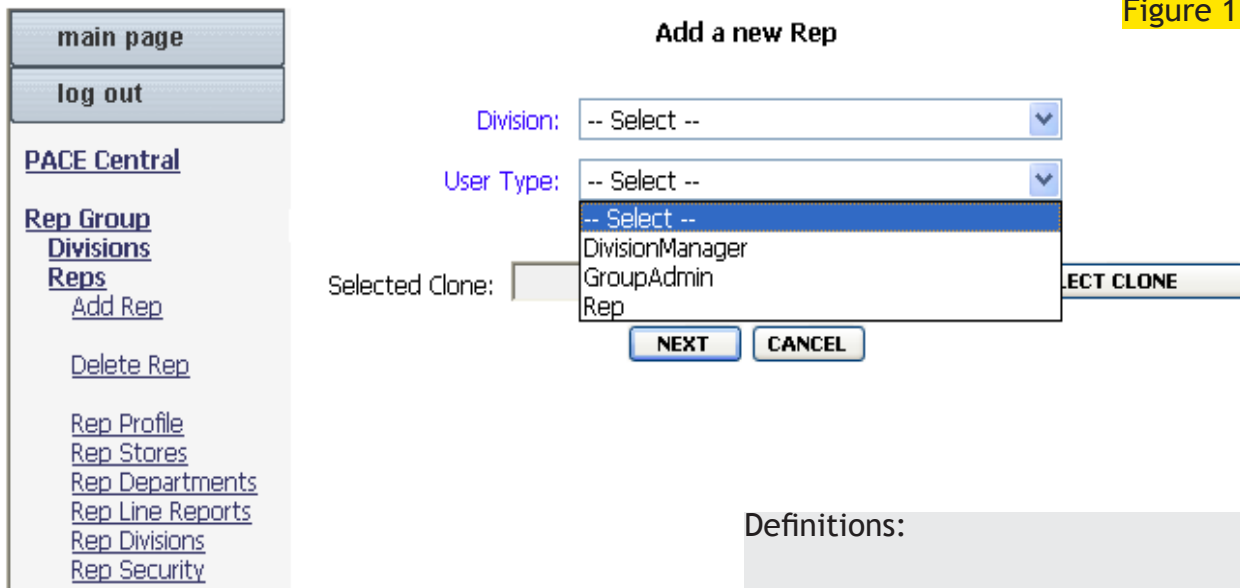 Figure 1
main page
log out
PACE Central
Rep Group
Divisions
Reps
Add Rep
Delete Rep
Rep Profile
Rep Stores
Rep Departments
Rep Line Reports
Rep Divisions
Rep Security
Add a new Rep
Division: -- Select --
User Type: -- Select --
-- Select --
DivisionManager
GroupAdmin
Rep
Selected Clone: LECT CLONE
NEXT CANCEL
Definitions: